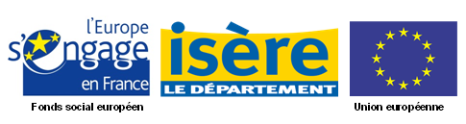 l'Europe
s'engage
en France
Fonds social européen
isère
LE DÉPARTEMENT
Union européenne